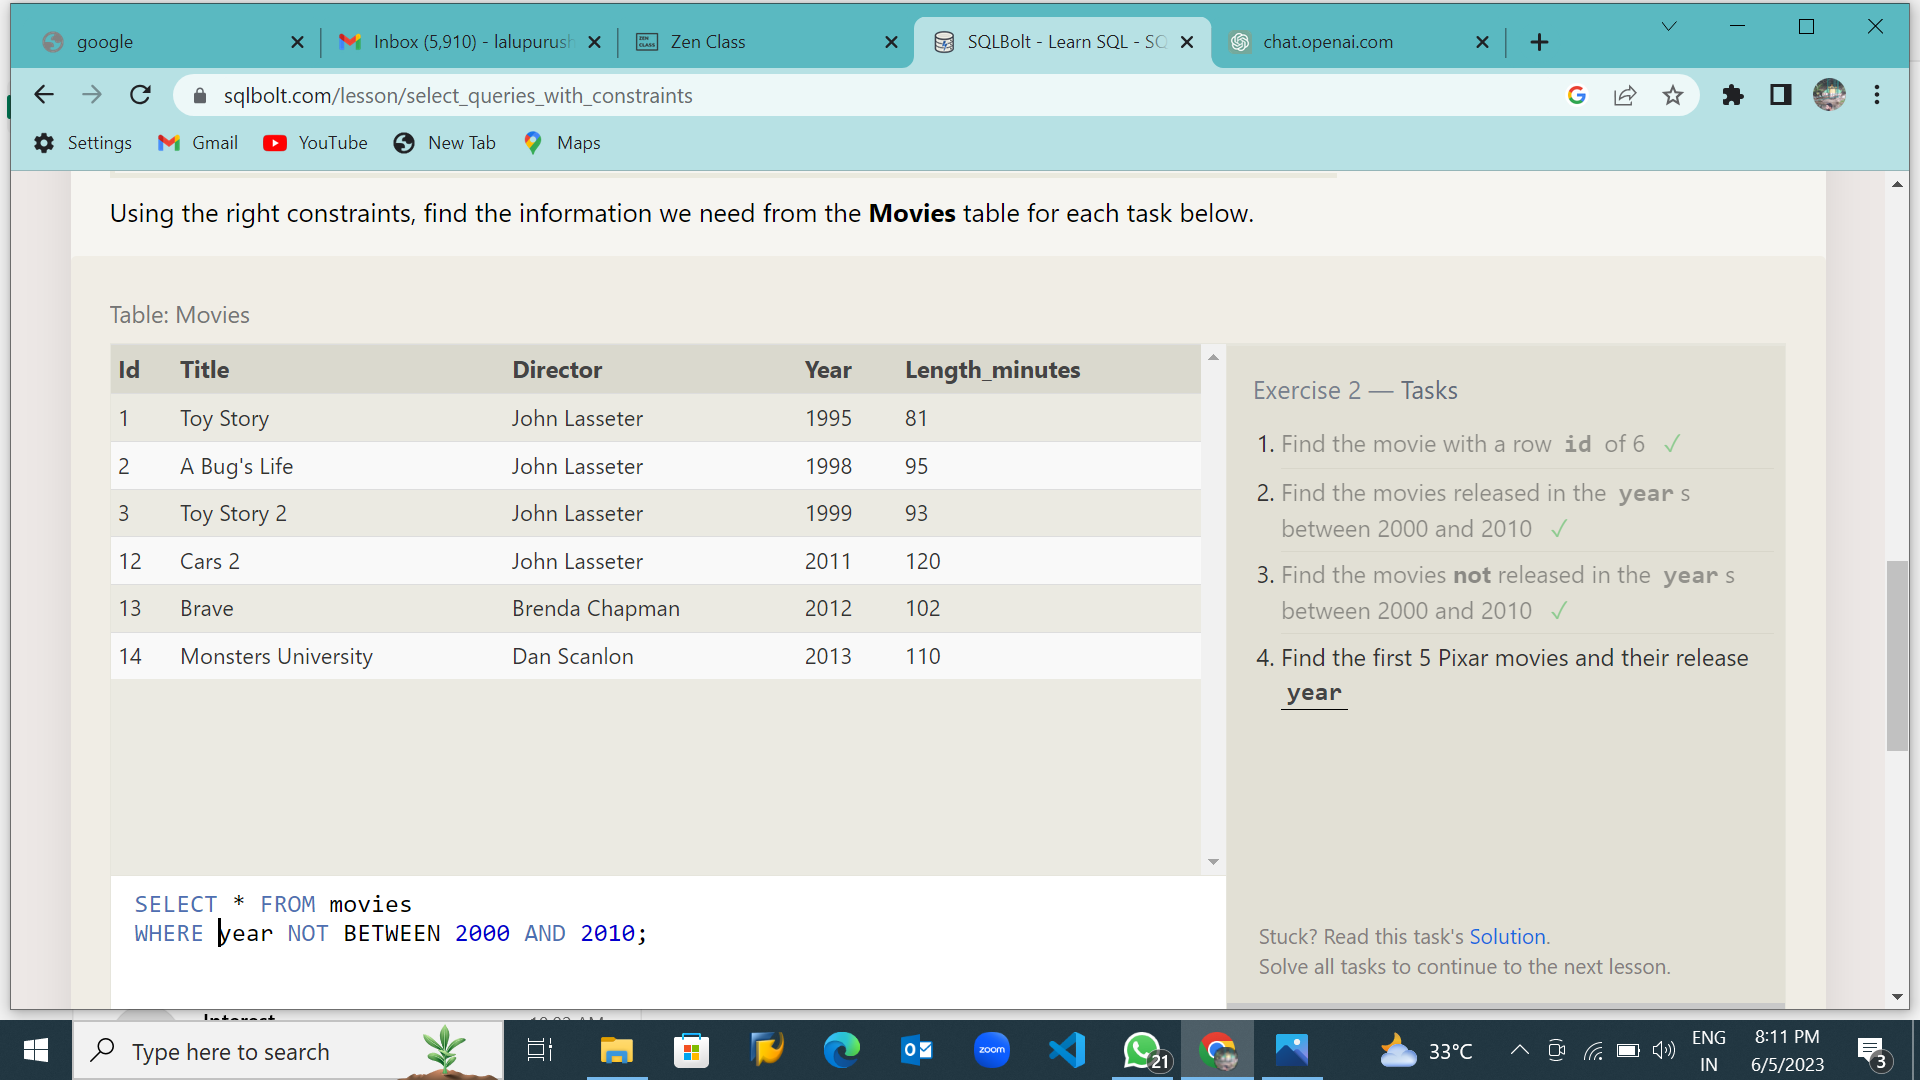 google
Inbox (5,910) - lalupurush
Zen Class
SQLBolt - Learn SQL - SQ
chat.openai.com
sqlbolt.com/lesson/select_queries_with_constraints
Settings
Gmail
YouTube
New Tab
Maps
Using the right constraints, find the information we need from the Movies table for each task below.
Table: Movies
Id Title Director Year Length_minutes
1 Toy Story John Lasseter 1995 81
2 A Bug's Life John Lasseter 1998 95
3 Toy Story 2 John Lasseter 1999 93
12 Cars 2 John Lasseter 2011 120
13 Brave Brenda Chapman 2012 102
14 Monsters University Dan Scanlon 2013 110
Exercise 2 — Tasks
1. Find the movie with a row id of 6 ✓
2. Find the movies released in the year s
between 2000 and 2010 ✓
3. Find the movies not released in the year s
between 2000 and 2010 ✓
4. Find the first 5 Pixar movies and their release
year
SELECT * FROM movies
WHERE year NOT BETWEEN 2000 AND 2010;
Stuck? Read this task's Solution.
Solve all tasks to continue to the next lesson.
Type here to search
zoom
21
33°C
ENG
IN
8:11 PM
6/5/2023
3